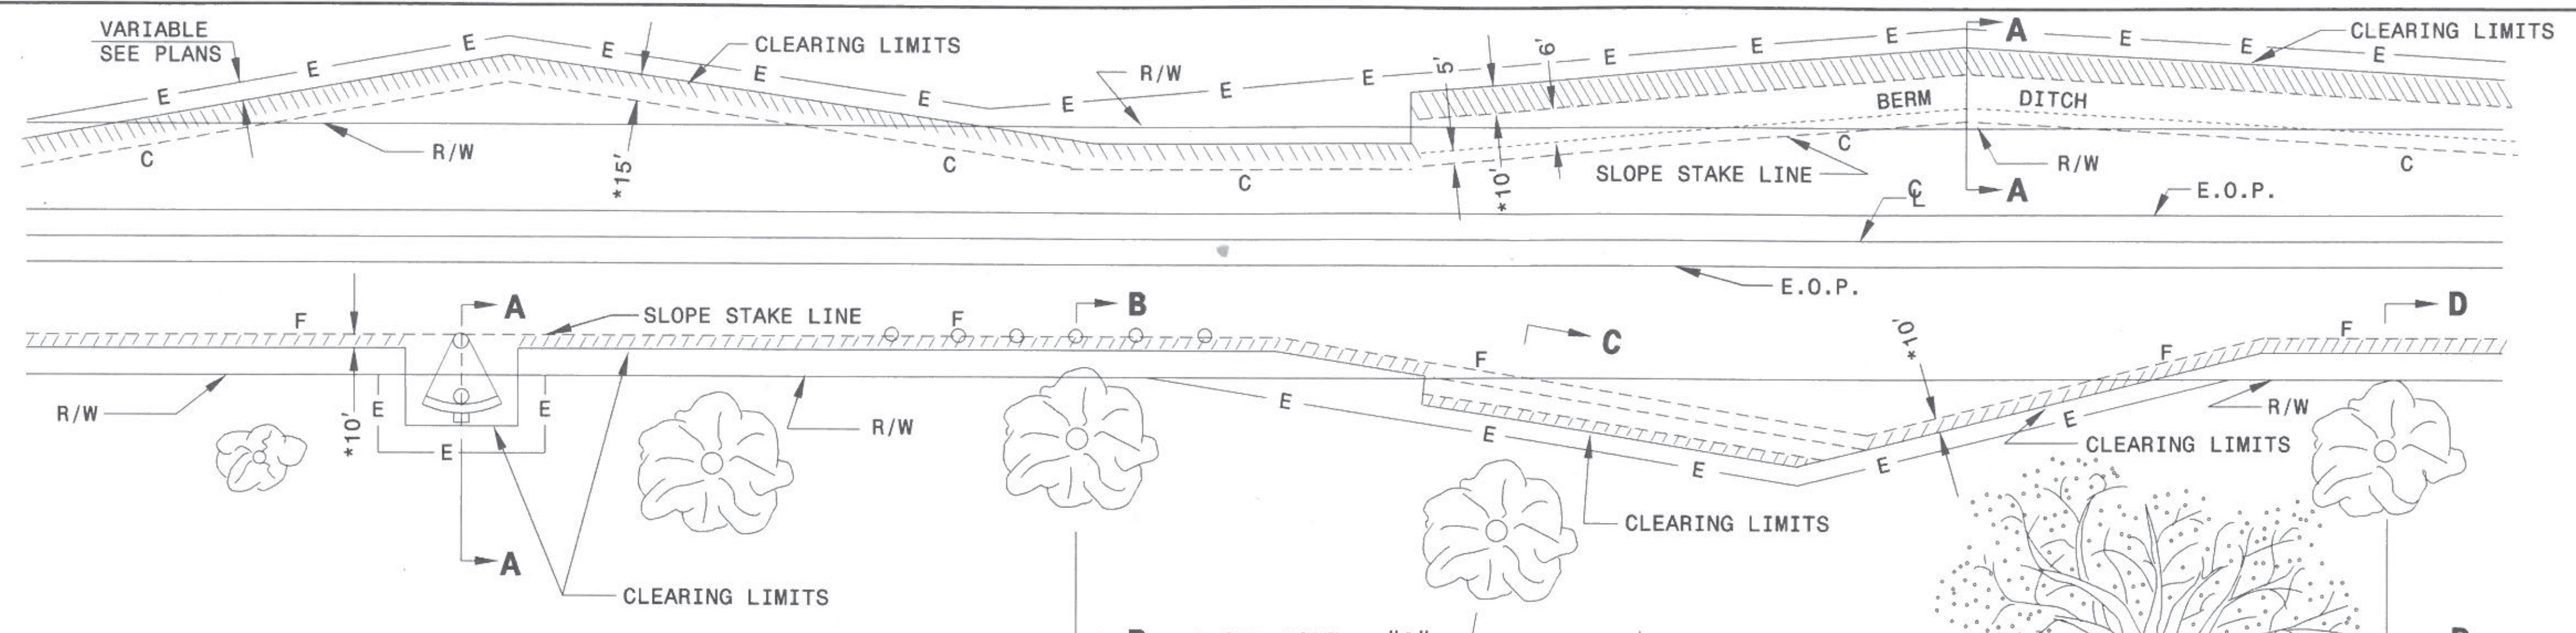 VARIABLE
SEE PLANS
E
E
E
E
E
CLEARING LIMITS
E
E
E
E
E
E
E
E
E
E
CLEARING LIMITS
R/W
5'
6'
A
BERM DITCH
C
R/W
*15'
C
C
*10'
SLOPE STAKE LINE
C
R/W
C
A
℄
E.O.P.
E.O.P.
F
A
SLOPE STAKE LINE
F
B
F
C
*10'
F
F
D
R/W
*10'
E
E
E
R/W
E
E
E
E
E
R/W
CLEARING LIMITS
CLEARING LIMITS
A
CLEARING LIMITS